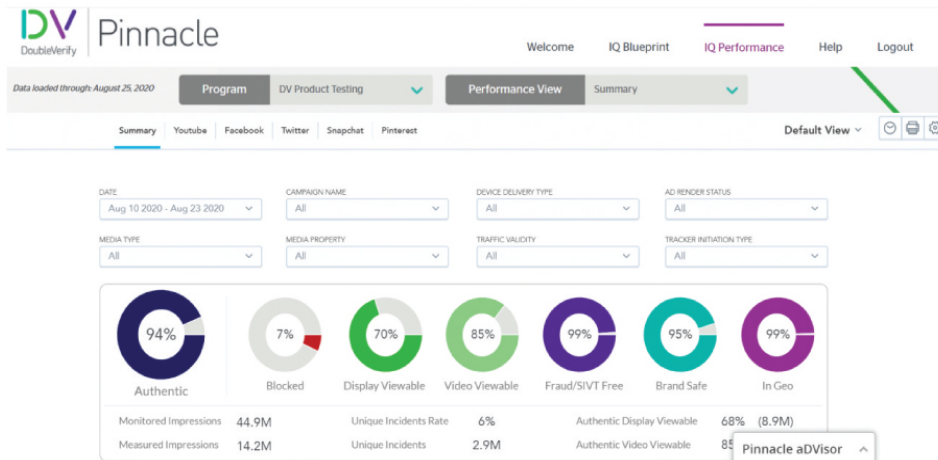 DV Pinnacle
DoubleVerify
Welcome IQ Blueprint IQ Performance Help Logout
Data loaded through: August 25, 2020 Program DV Product Testing Performance View Summary
Summary Youtube Facebook Twitter Snapchat Pinterest Default View
DATE CAMPAIGN NAME DEVICE DELIVERY TYPE AD RENDER STATUS
Aug 10 2020 - Aug 23 2020 All All All
MEDIA TYPE MEDIA PROPERTY TRAFFIC VALIDITY TRACKER INITIATION TYPE
All All All All
94% 7% 70% 85% 99% 95% 99%
Authentic Blocked Display Viewable Video Viewable Fraud/SIVT Free Brand Safe In Geo
Monitored Impressions 44.9M Unique Incidents Rate 6% Authentic Display Viewable 68% (8.9M)
Measured Impressions 14.2M Unique Incidents 2.9M Authentic Video Viewable
Pinnacle aDVisor